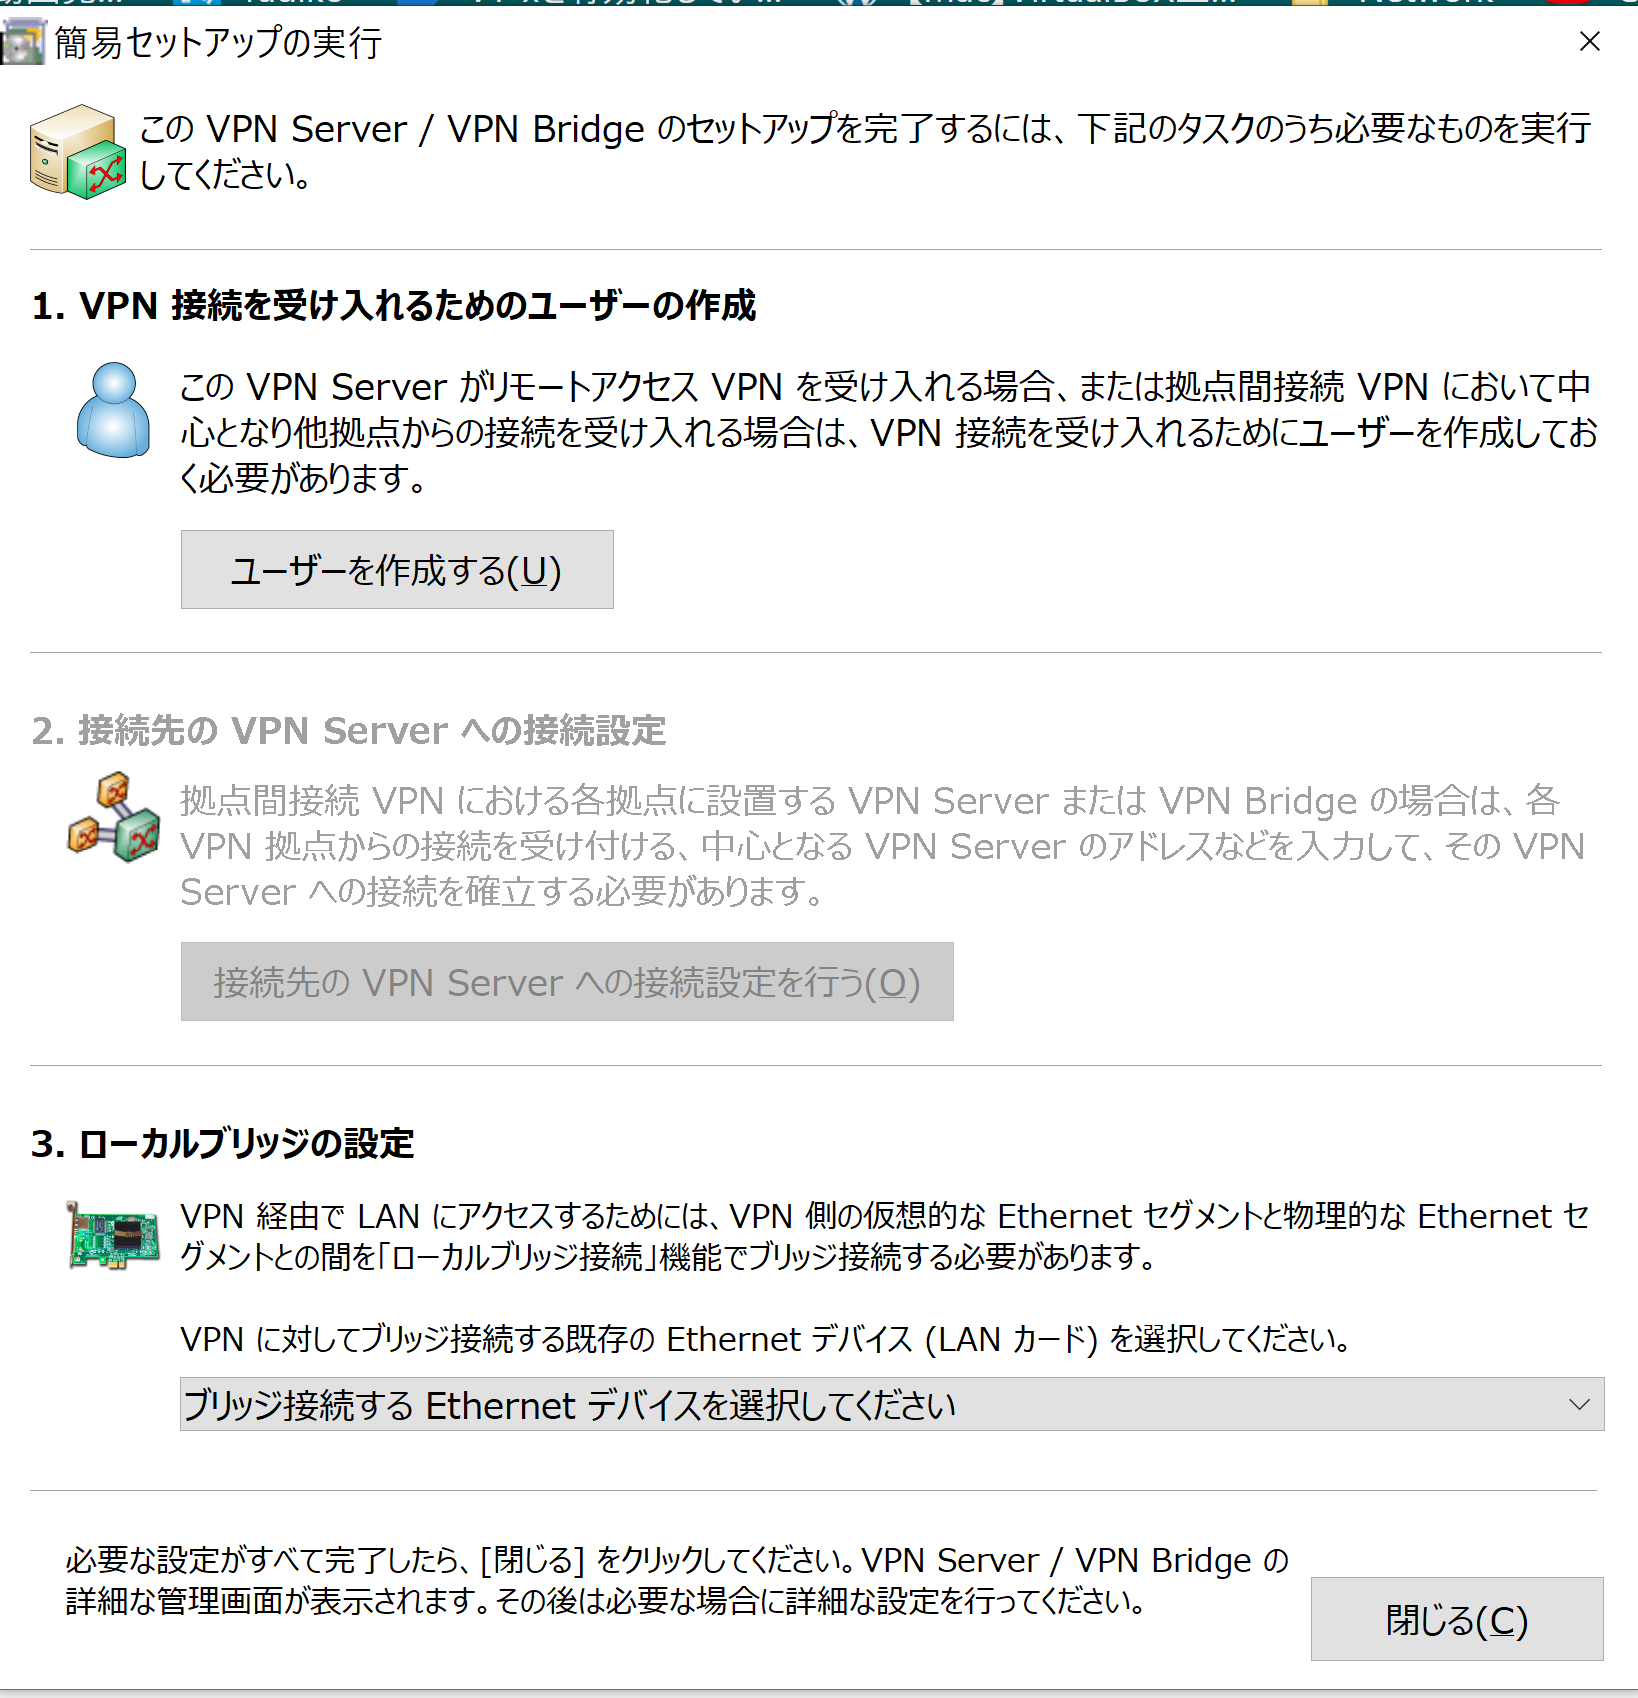 簡易セットアップの実行
この VPN Server / VPN Bridge のセットアップを完了するには、下記のタスクのうち必要なものを実行
してください。
1. VPN 接続を受け入れるためのユーザーの作成
この VPN Server がリモートアクセス VPN を受け入れる場合、または拠点間接続 VPN において中
心となり他拠点からの接続を受け入れる場合は、VPN 接続を受け入れるためにユーザーを作成してお
く必要があります。
ユーザーを作成する(U)
2. 接続先の VPN Server への接続設定
拠点間接続 VPN における各拠点に設置する VPN Server または VPN Bridge の場合は、各
VPN 拠点からの接続を受け付ける、中心となる VPN Server のアドレスなどを入力して、その VPN
Server への接続を確立する必要があります。
接続先の VPN Server への接続設定を行う(O)
3. ローカルブリッジの設定
VPN 経由で LAN にアクセスするためには、VPN 側の仮想的な Ethernet セグメントと物理的な Ethernet セ
グメントとの間を「ローカルブリッジ接続」機能でブリッジ接続する必要があります。
VPN に対してブリッジ接続する既存の Ethernet デバイス (LAN カード) を選択してください。
ブリッジ接続する Ethernet デバイスを選択してください
必要な設定がすべて完了したら、[閉じる] をクリックしてください。VPN Server / VPN Bridge の
詳細な管理画面が表示されます。その後は必要な場合に詳細な設定を行ってください。
閉じる(C)